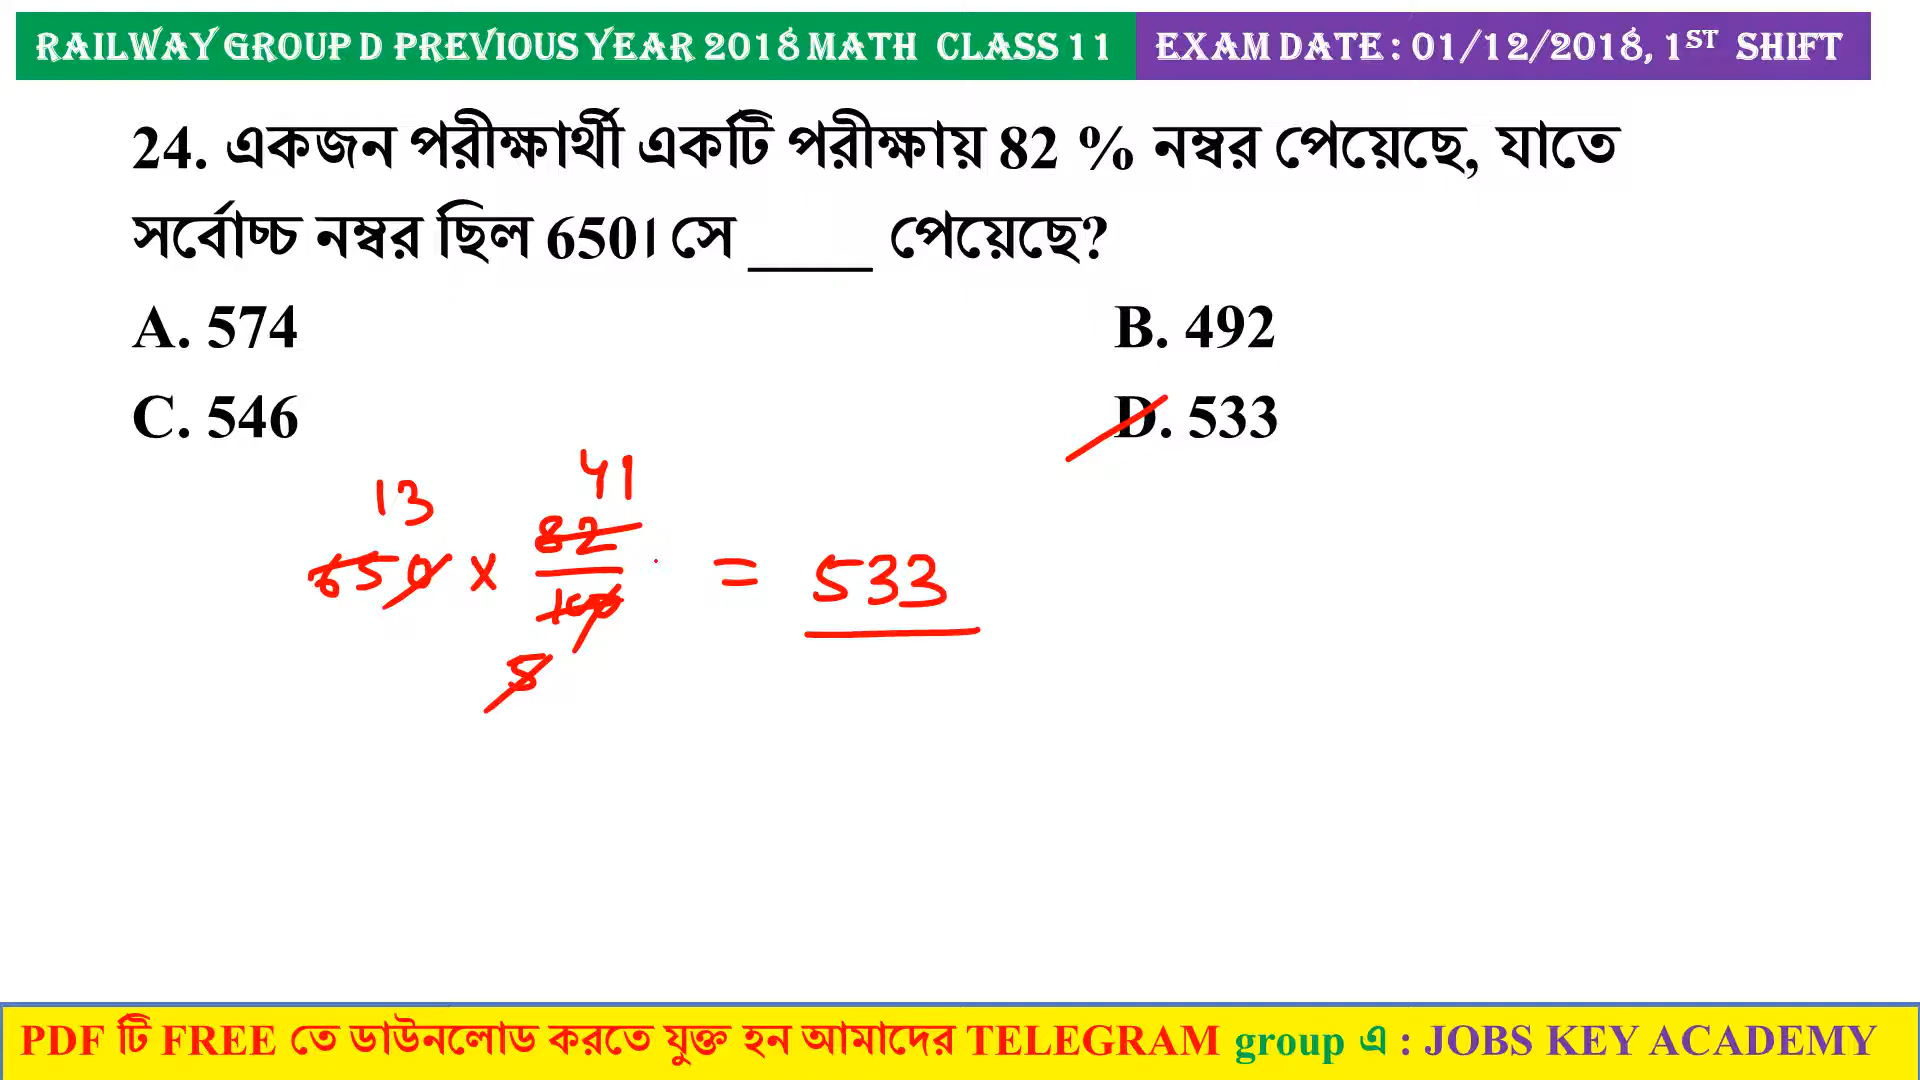 RAILWAY GROUP D PREVIOUS YEAR 2018 MATH CLASS 11 EXAM DATE : 01/12/2018, 1ST SHIFT
24. একজন পরীক্ষার্থী একটি পরীক্ষায় 82 % নম্বর পেয়েছে, যাতে
সর্বোচ্চ নম্বর ছিল 650। সে ____ পেয়েছে?
A. 574 B. 492
C. 546 D. 533
13 41
650 x 82/100 = 533
5
PDF টি FREE তে ডাউনলোড করতে যুক্ত হন আমাদের TELEGRAM group এ : JOBS KEY ACADEMY